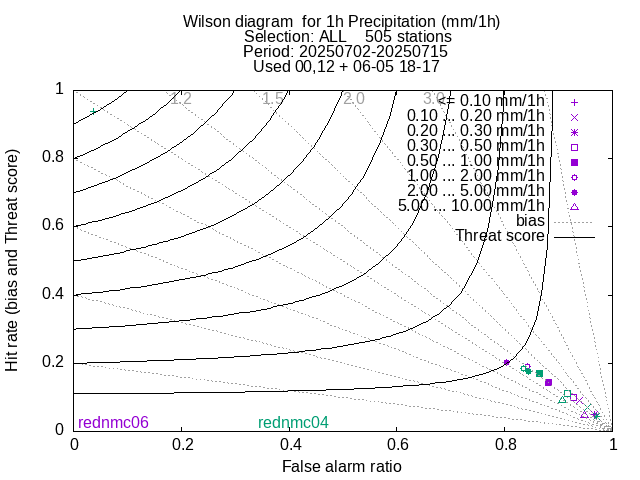 Wilson diagram  for 1h Precipitation (mm/1h)
Selection: ALL    505 stations
Period: 20250702-20250715
Used 00,12 + 06-05 18-17
1.2 1.5 2.0 3.0
<= 0.10 mm/1h
0.10 ... 0.20 mm/1h
0.20 ... 0.30 mm/1h
0.30 ... 0.50 mm/1h
0.50 ... 1.00 mm/1h
1.00 ... 2.00 mm/1h
2.00 ... 5.00 mm/1h
5.00 ... 10.00 mm/1h
bias
Threat score
Hit rate (bias and Threat score)
1
0.8
0.6
0.4
0.2
0
rednmc06 rednmc04
0 0.2 0.4 0.6 0.8 1
False alarm ratio